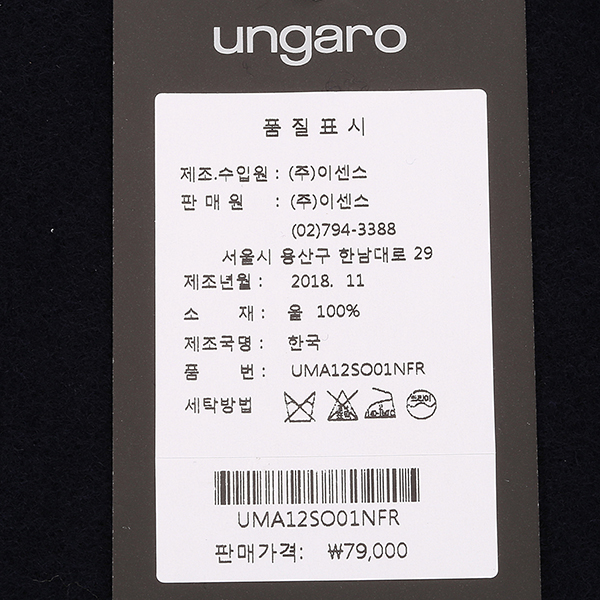 ungaro
품 질 표 시
제조.수입원 : (주)이센스
판 매 원 : (주)이센스
(02)794-3388
서울시 용산구 한남대로 29
제조년월 : 2018. 11
소 재 : 울 100%
제조국명 : 한국
품 번 : UMA12SO01NFR
세탁방법 드라이
UMA12SO01NFR
판매가격: ₩79,000